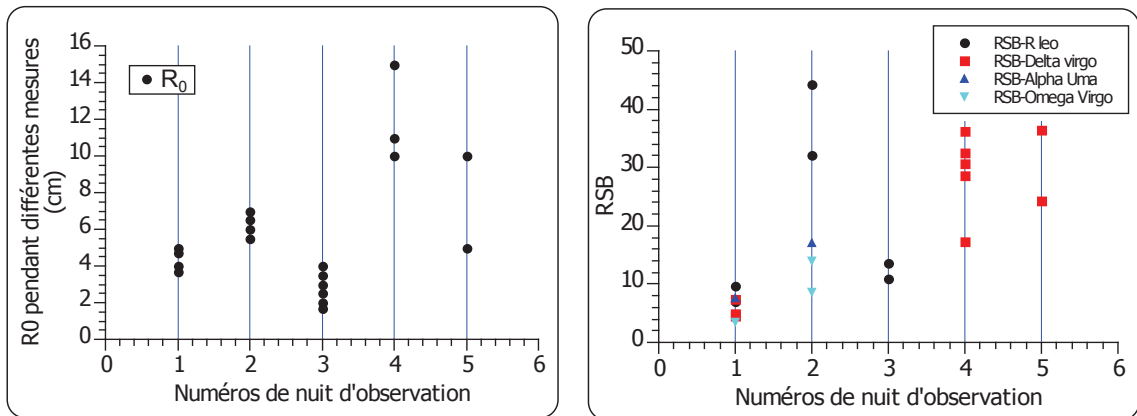 R0 pendant différentes mesures
(cm)
16
14
12
10
8
6
4
2
0
R0
0 1 2 3 4 5 6
Numéros de nuit d'observation
RSB
50
40
30
20
10
0
RSB-R leo
RSB-Delta virgo
RSB-Alpha Uma
RSB-Omega Virgo
0 1 2 3 4 5 6
Numéros de nuit d'observation